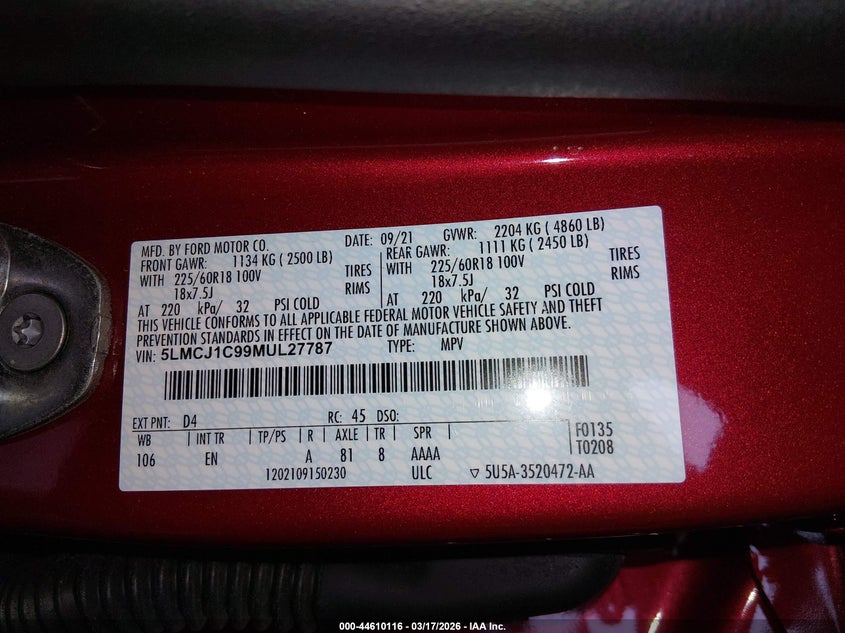 MFD. BY FORD MOTOR CO. DATE: 09/21 GVWR: 2204 KG ( 4860 LB)
FRONT GAWR: 1134 KG ( 2500 LB) REAR GAWR: 1111 KG ( 2450 LB)
WITH 225/60R18 100V TIRES WITH 225/60R18 100V TIRES
18x7.5J RIMS 18x7.5J RIMS
AT 220 kPa/ 32 PSI COLD AT 220 kPa/ 32 PSI COLD
THIS VEHICLE CONFORMS TO ALL APPLICABLE FEDERAL MOTOR VEHICLE SAFETY AND THEFT
PREVENTION STANDARDS IN EFFECT ON THE DATE OF MANUFACTURE SHOWN ABOVE.
VIN: 5LMCJ1C99MUL27787 TYPE: MPV
EXT PNT: D4 RC: 45 DSO: F0135
WB INT TR TP/PS R AXLE TR SPR T0208
106 EN A 81 8 AAAA
1202109150230 ULC ▽ 5U5A-3520472-AA
000-44610116 - 03/17/2026 - IAA Inc.